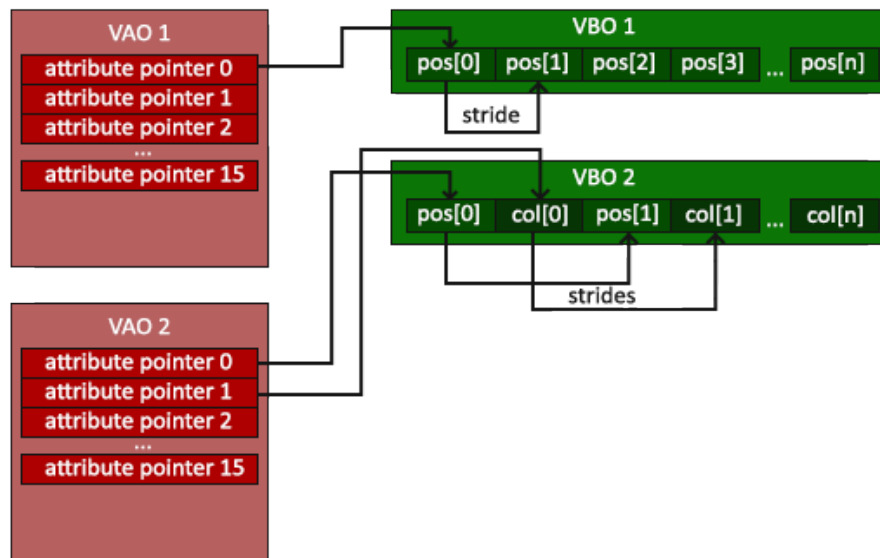 VAO 1
attribute pointer 0
attribute pointer 1
attribute pointer 2
...
attribute pointer 15
VBO 1
pos[0] pos[1] pos[2] pos[3] ... pos[n]
stride
VBO 2
pos[0] col[0] pos[1] col[1] ... col[n]
strides
VAO 2
attribute pointer 0
attribute pointer 1
attribute pointer 2
...
attribute pointer 15